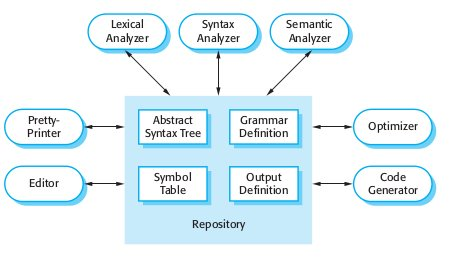 Lexical
Analyzer
Syntax
Analyzer
Semantic
Analyzer
Pretty-
Printer
Abstract
Syntax Tree
Grammar
Definition
Optimizer
Editor
Symbol
Table
Output
Definition
Code
Generator
Repository